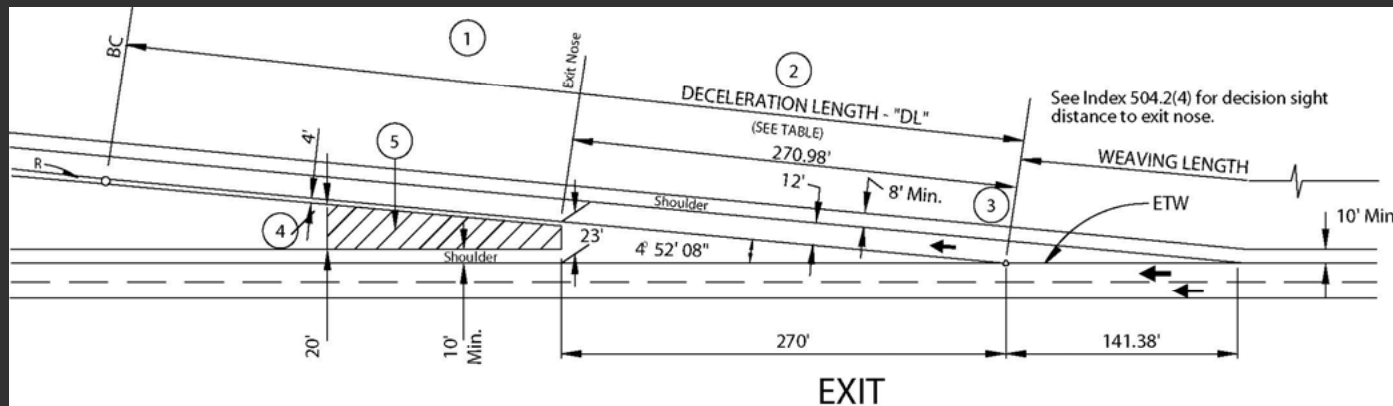 1
BC
Exit Nose
2
DECELERATION LENGTH - "DL"
(SEE TABLE)
270.98'
See Index 504.2(4) for decision sight
distance to exit nose.
WEAVING LENGTH
4'
5
R
12'
8' Min.
Shoulder
3
ETW
10' Min
4
23'
4° 52' 08"
Shoulder
20'
10'
Min.
270'
141.38'
EXIT